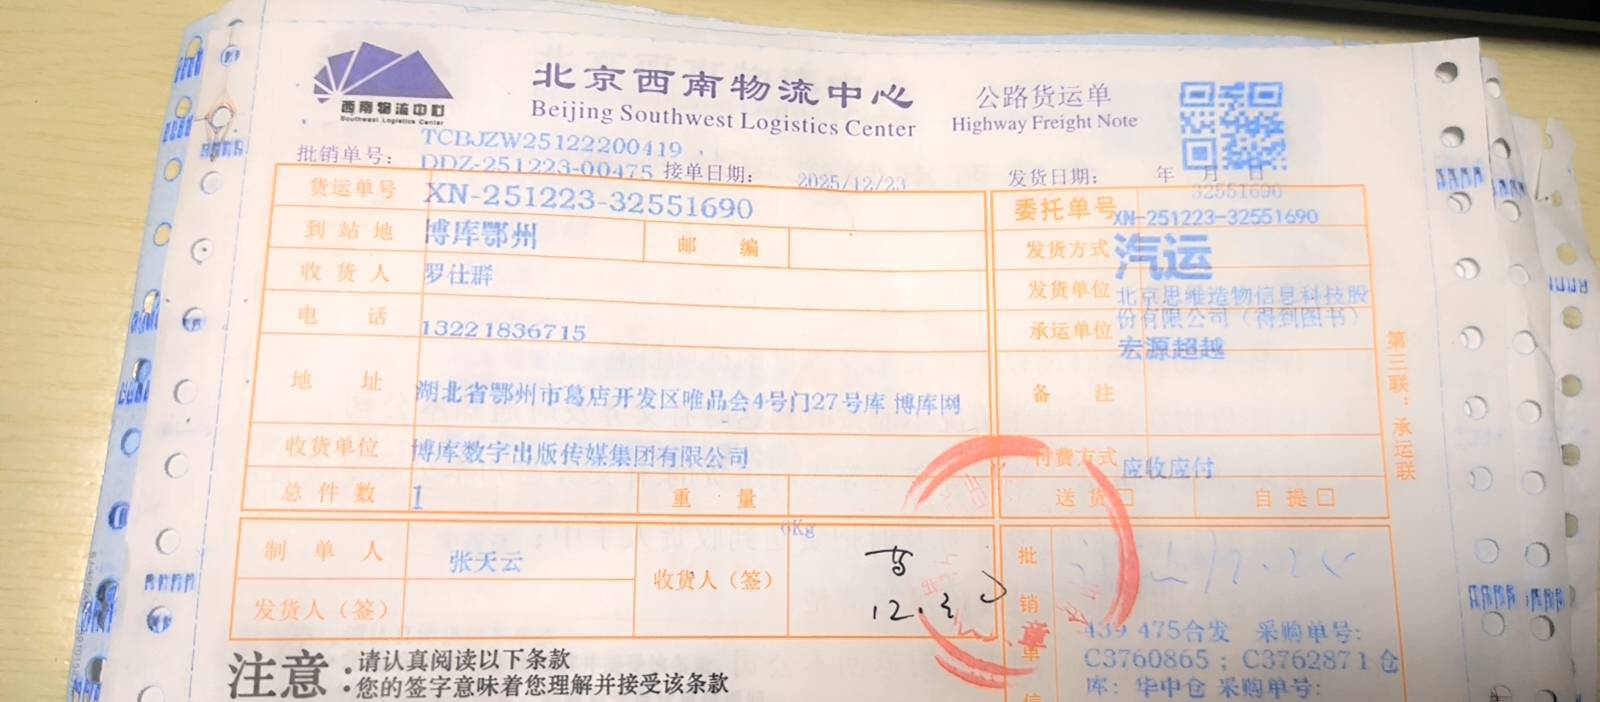 西南物流中心
Southwest Logistics Center
北京西南物流中心
Beijing Southwest Logistics Center
公路货运单
Highway Freight Note
批销单号: TCBJZW25122200419 ,
DDZ-251223-00475 接单日期: 2025/12/23 发货日期: 年 月 日
32551690
货运单号 XN-251223-32551690 委托单号 XN-251223-32551690
到站地 博库鄂州 邮编 发货方式 汽运
收货人 罗仕群 发货单位 北京思维造物信息科技股
份有限公司(得到图书)
电话 13221836715 承运单位 宏源超越
地址 湖北省鄂州市葛店开发区唯品会4号门27号库 博库网 备注
收货单位 博库数字出版传媒集团有限公司 付费方式 应收应付
总件数 1 重量 6Kg 送货□ 自提□
第三联:承运联
制单人 张天云 收货人(签) 批销单信
发货人(签) 12.
439 475合发 采购单号:
C3760865 ; C3762871 仓
库: 华中仓 采购单号:
注意: 请认真阅读以下条款
您的签字意味着您理解并接受该条款